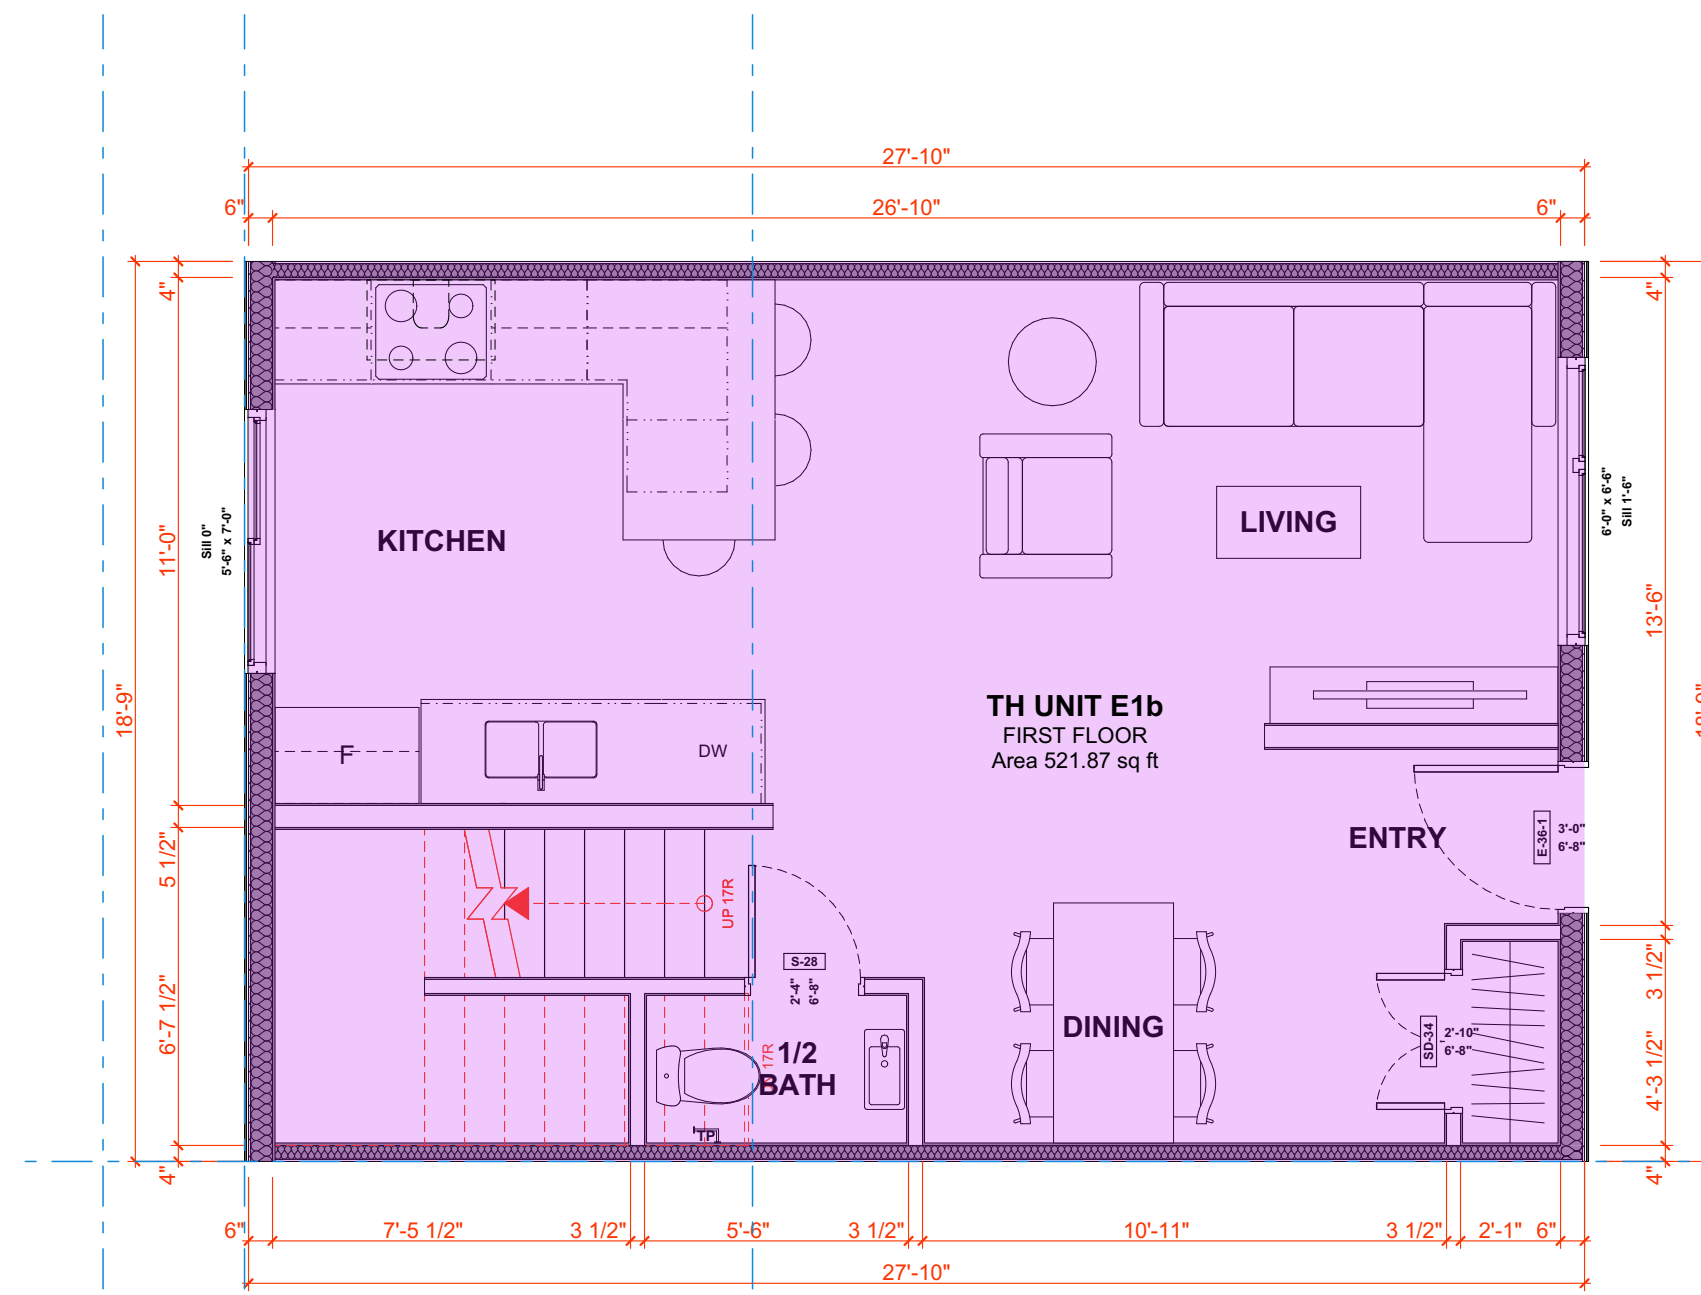 27'-10"
6"
26'-10"
6"
4"
4"
Sill 0"
5'-6" x 7'-0"
KITCHEN
LIVING
6'-0" x 6'-6"
Sill 1'-6"
11'-0"
13'-6"
18'-9"
TH UNIT E1b
FIRST FLOOR
Area 521.87 sq ft
F
DW
ENTRY
E-36-1
3'-0"
6'-8"
5 1/2"
UP 17R
S-28
2'-4"
6'-8"
3 1/2"
6'-7 1/2"
DINING
SD-34
2'-10"
6'-8"
1/2
BATH
17R
TP
4'-3 1/2"
4"
4"
6"
7'-5 1/2"
3 1/2"
5'-6"
3 1/2"
10'-11"
3 1/2"
2'-1"
6"
27'-10"